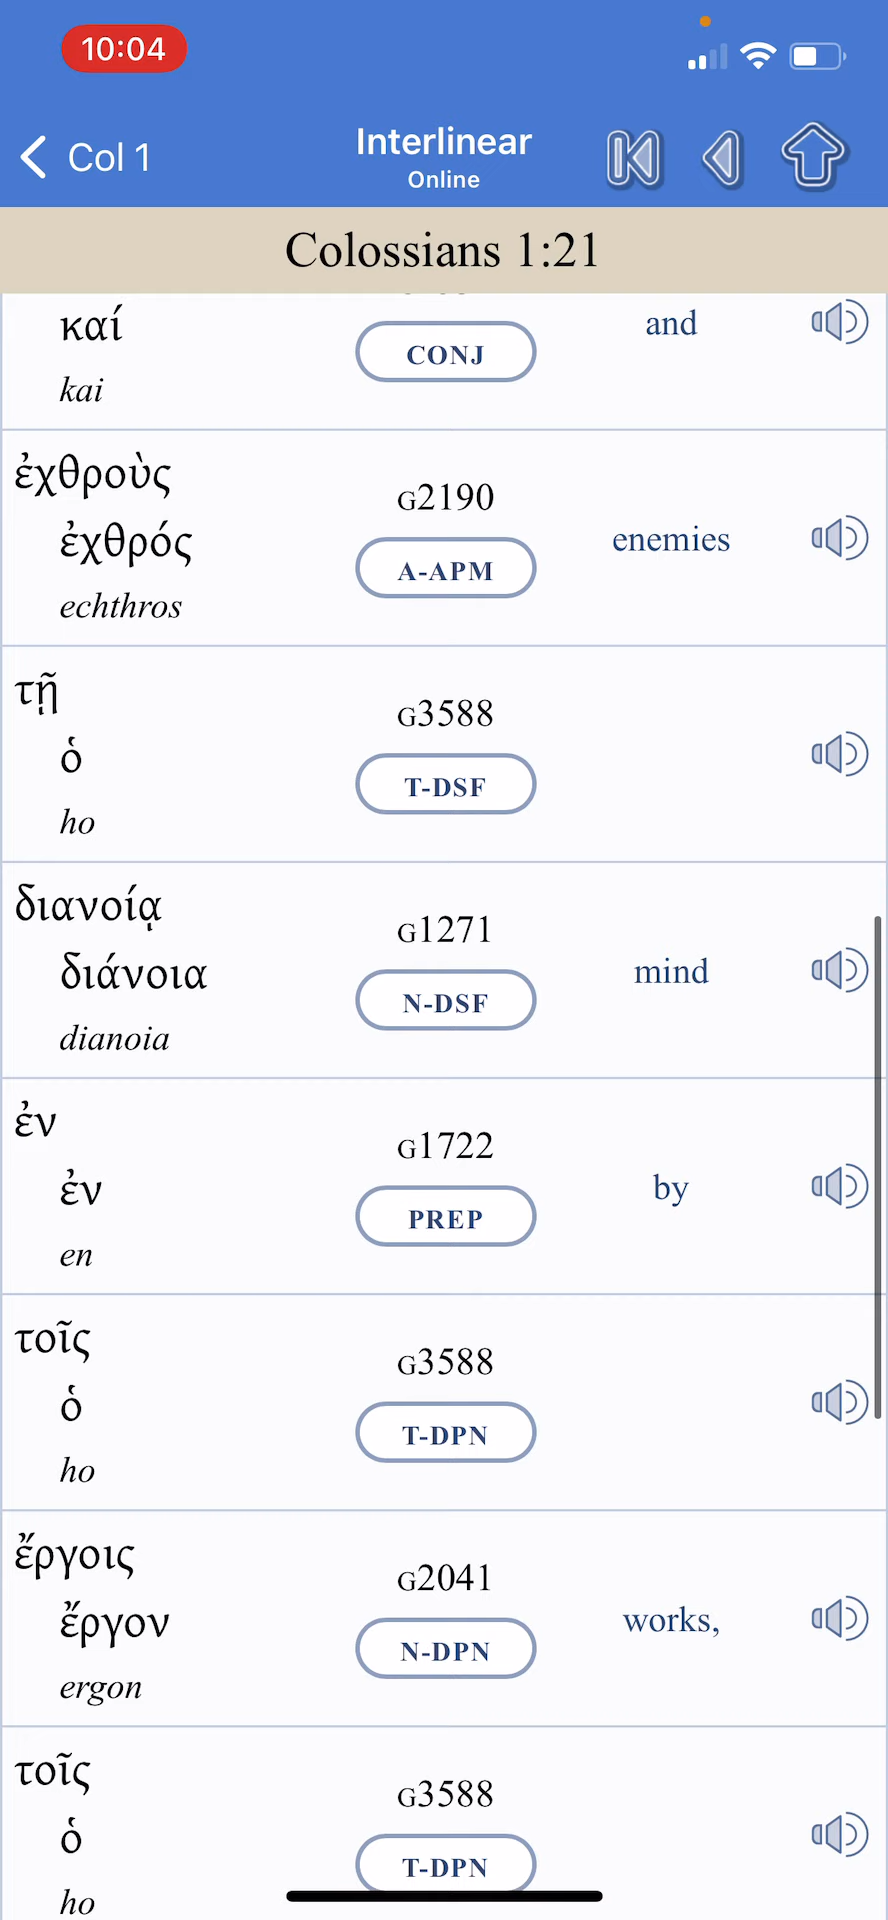 10:04
Col 1
Interlinear
Online
Colossians 1:21
καί
kai
CONJ
and
ἐχθροὺς
ἐχθρός
echthros
G2190
A-APM
enemies
τῇ
ὁ
ho
G3588
T-DSF
διανοίᾳ
διάνοια
dianoia
G1271
N-DSF
mind
ἐν
ἐν
en
G1722
PREP
by
τοῖς
ὁ
ho
G3588
T-DPN
ἔργοις
ἔργον
ergon
G2041
N-DPN
works,
τοῖς
ὁ
ho
G3588
T-DPN